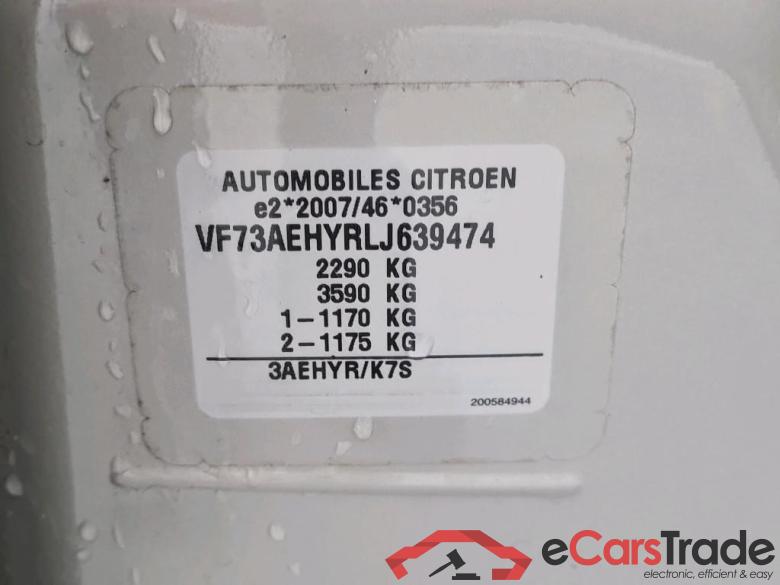 AUTOMOBILES CITROEN
e2*2007/46*0356
VF73AEHYRLJ639474
2290 KG
3590 KG
1-1170 KG
2-1175 KG
3AEHYR/K7S
200584944
eCarsTrade
electronic, efficient & easy